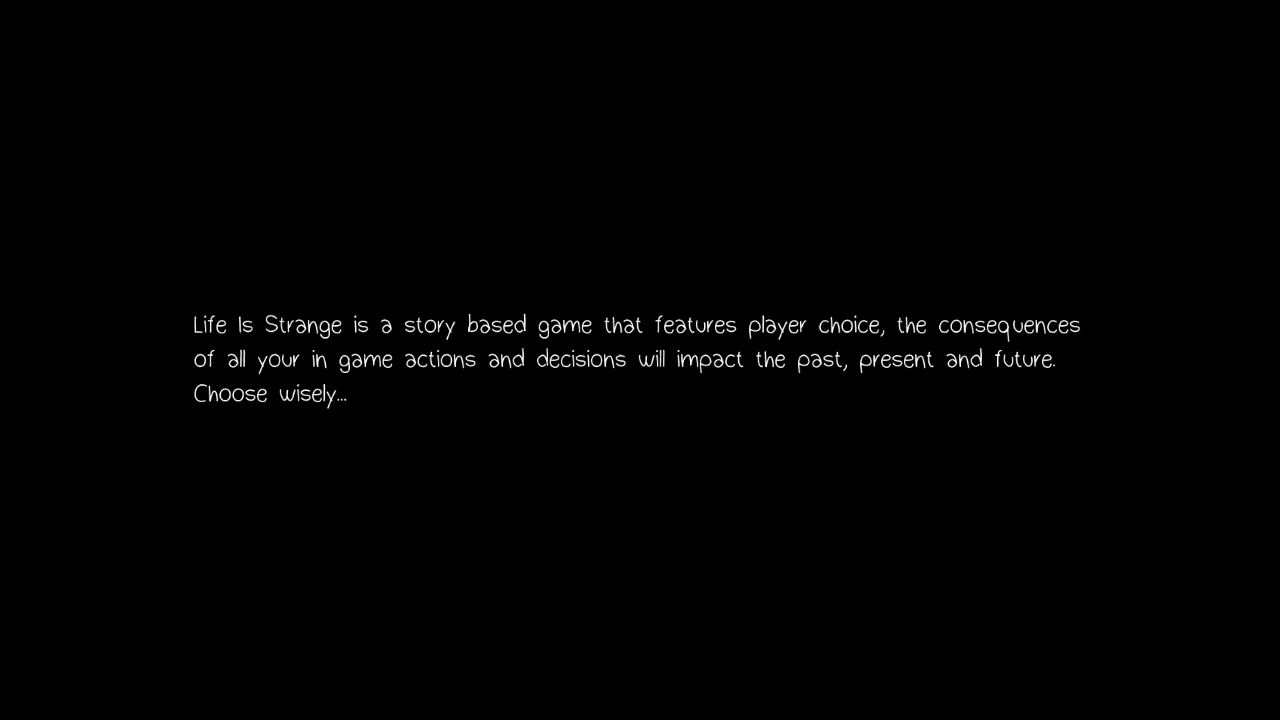 Life Is Strange is a story based game that features player choice, the consequences
of all your in game actions and decisions will impact the past, present and future.
Choose wisely...